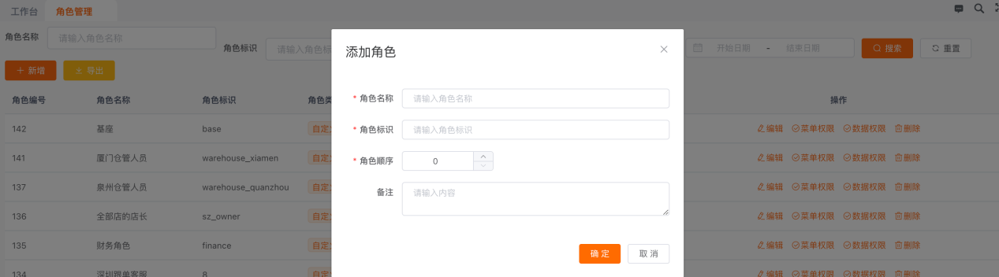 工作台 角色管理
角色名称 请输入角色名称
角色标识 请输入角色标
开始日期 - 结束日期 搜索 重置
新增 导出
添加角色
* 角色名称 请输入角色名称
* 角色标识 请输入角色标识
* 角色顺序 0
备注 请输入内容
确定 取消
角色编号 角色名称 角色标识 角色类 操作
142 基座 base 自定 编辑 菜单权限 数据权限 删除
141 厦门仓管人员 warehouse_xiamen 自定 编辑 菜单权限 数据权限 删除
137 泉州仓管人员 warehouse_quanzhou 自定 编辑 菜单权限 数据权限 删除
136 全部店的店长 sz_owner 自定 编辑 菜单权限 数据权限 删除
135 财务角色 finance 自定 编辑 菜单权限 数据权限 删除
134 深圳跟单客服 8 自定 编辑 菜单权限 数据权限 删除